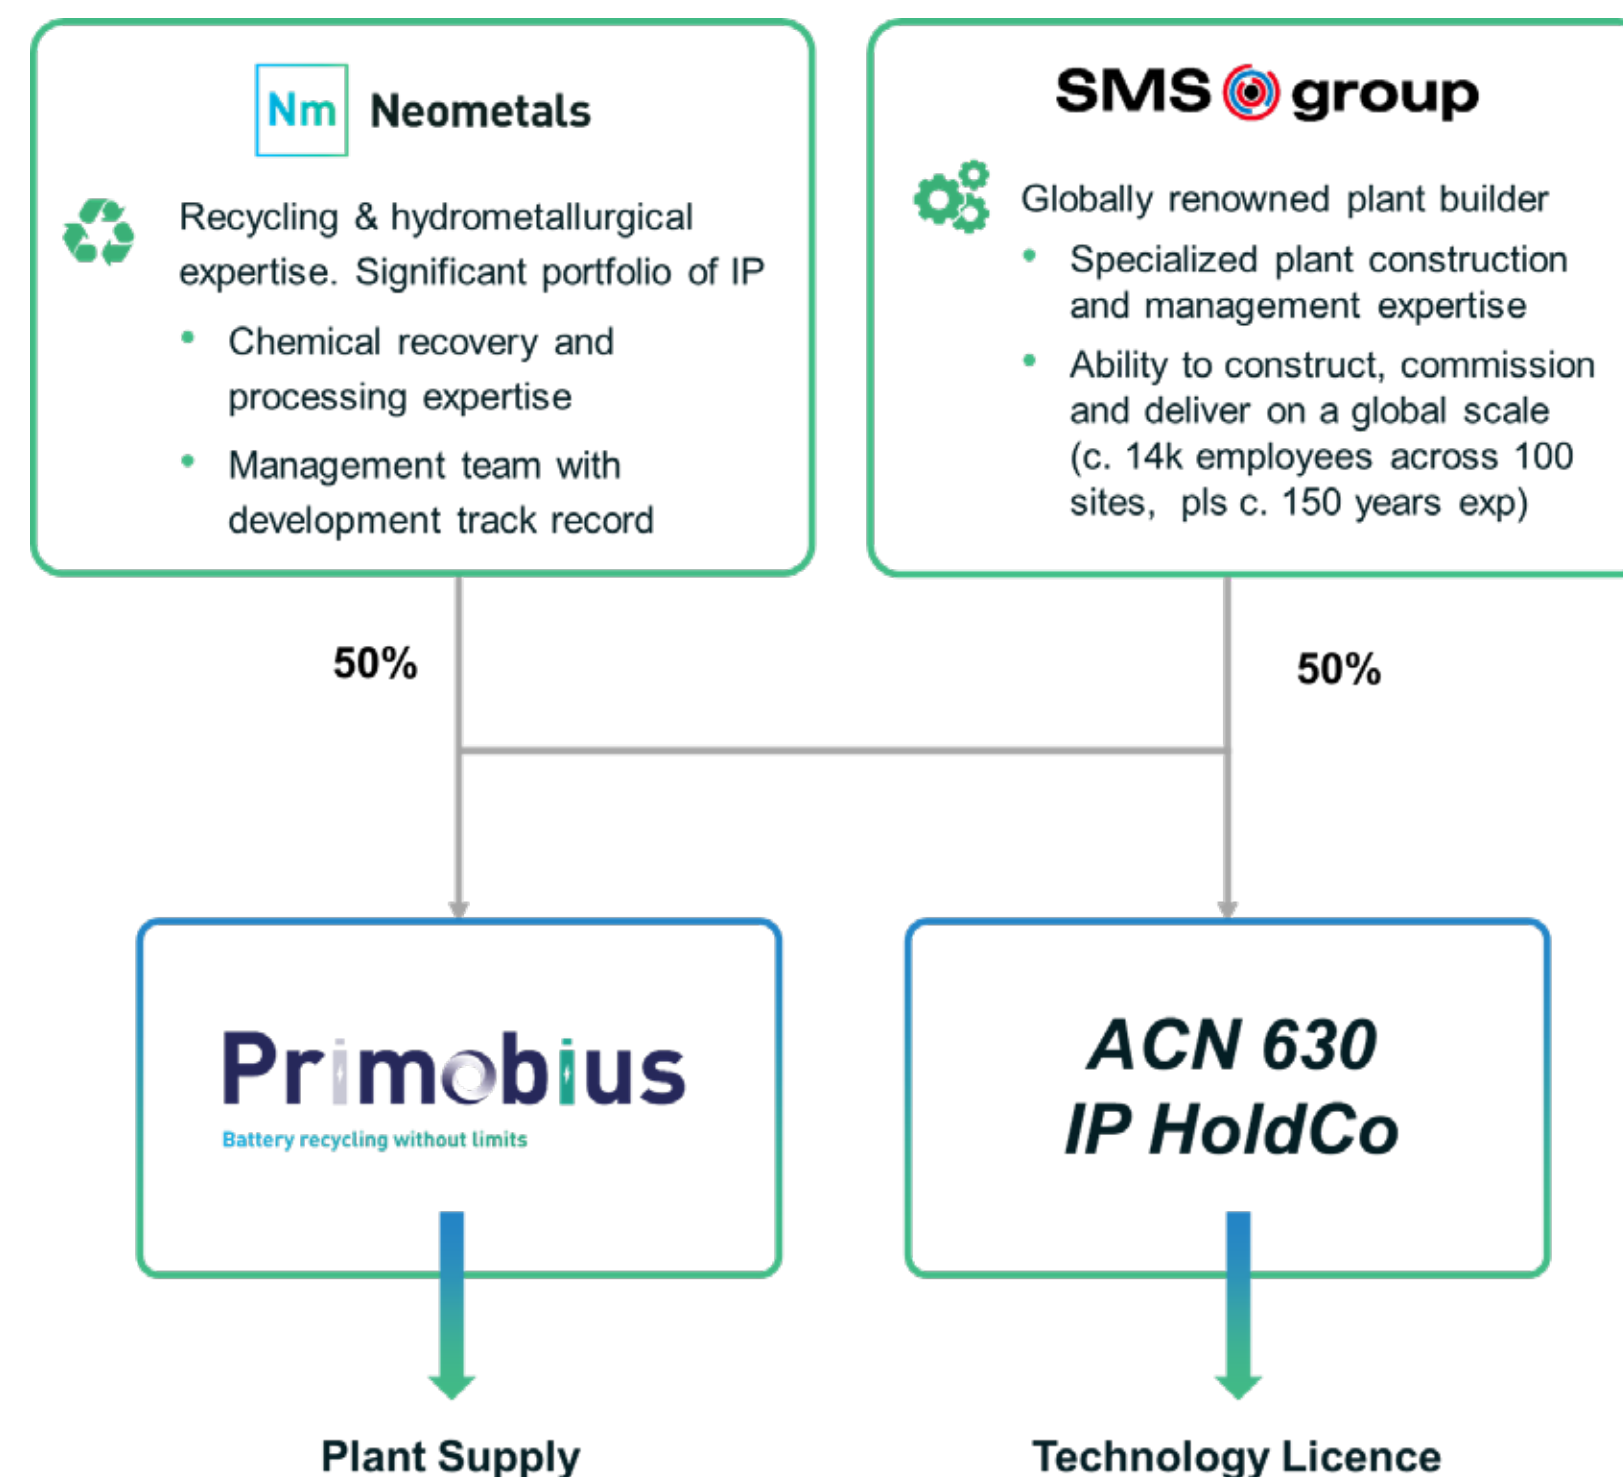 Nm Neometals
Recycling & hydrometallurgical
expertise. Significant portfolio of IP
• Chemical recovery and
processing expertise
• Management team with
development track record
SMS group
Globally renowned plant builder
• Specialized plant construction
and management expertise
• Ability to construct, commission
and deliver on a global scale
(c. 14k employees across 100
sites, pls c. 150 years exp)
50%
50%
Primobius
Battery recycling without limits
ACN 630
IP HoldCo
Plant Supply
Technology Licence